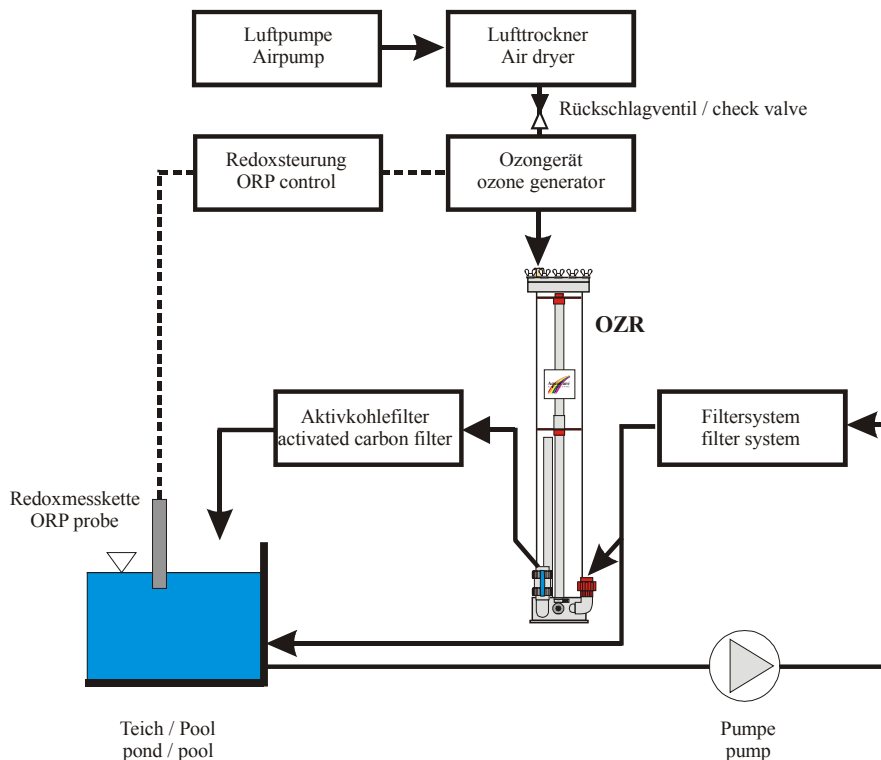 Luftpumpe
Airpump
Lufttrockner
Air dryer
Rückschlagventil / check valve
Redoxsteurung
ORP control
Ozongerät
ozone generator
OZR
Aktivkohlefilter
activated carbon filter
Filtersystem
filter system
Redoxmesskette
ORP probe
Teich / Pool
pond / pool
Pumpe
pump